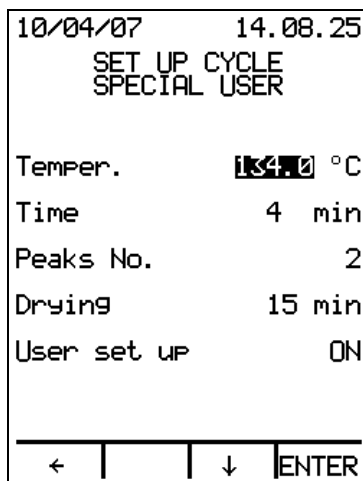 10/04/07 14.08.25
SET UP CYCLE
SPECIAL USER
Temper. 134.0 °C
Time 4 min
Peaks No. 2
Drying 15 min
User set up ON
← ↓ ENTER